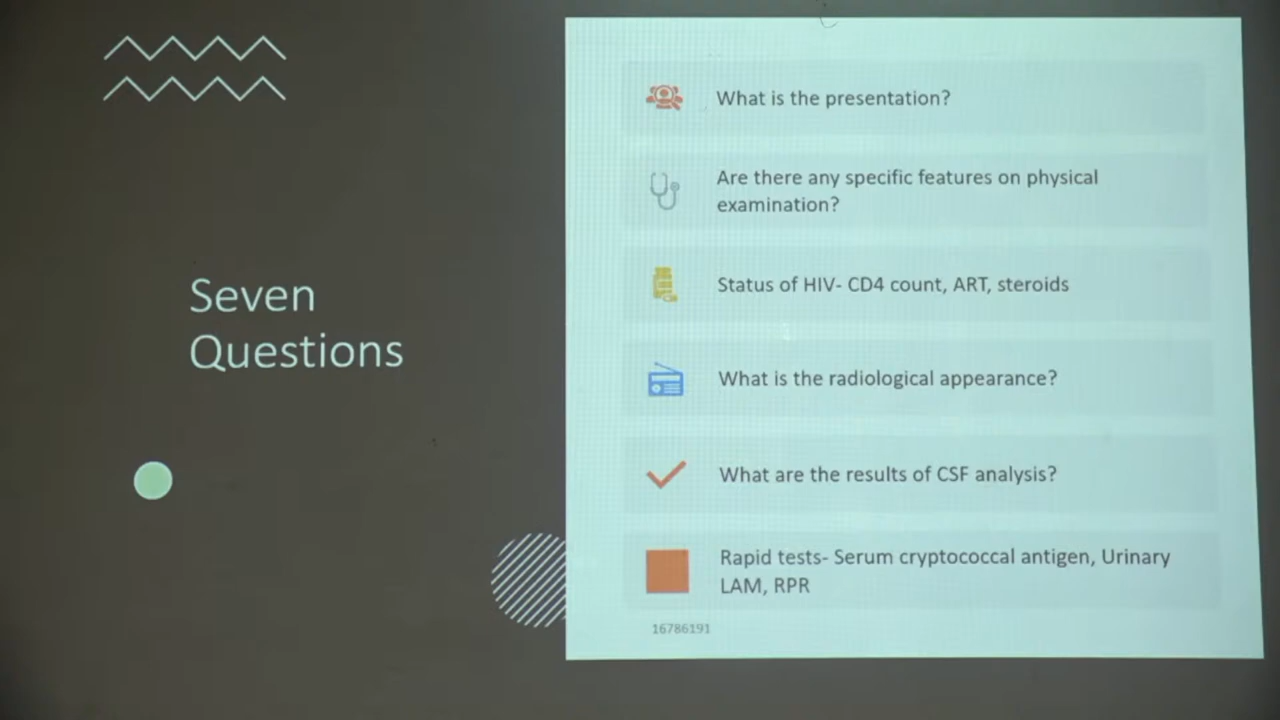 Seven
Questions
What is the presentation?
Are there any specific features on physical
examination?
Status of HIV- CD4 count, ART, steroids
What is the radiological appearance?
What are the results of CSF analysis?
Rapid tests- Serum cryptococcal antigen, Urinary
LAM, RPR
16786191